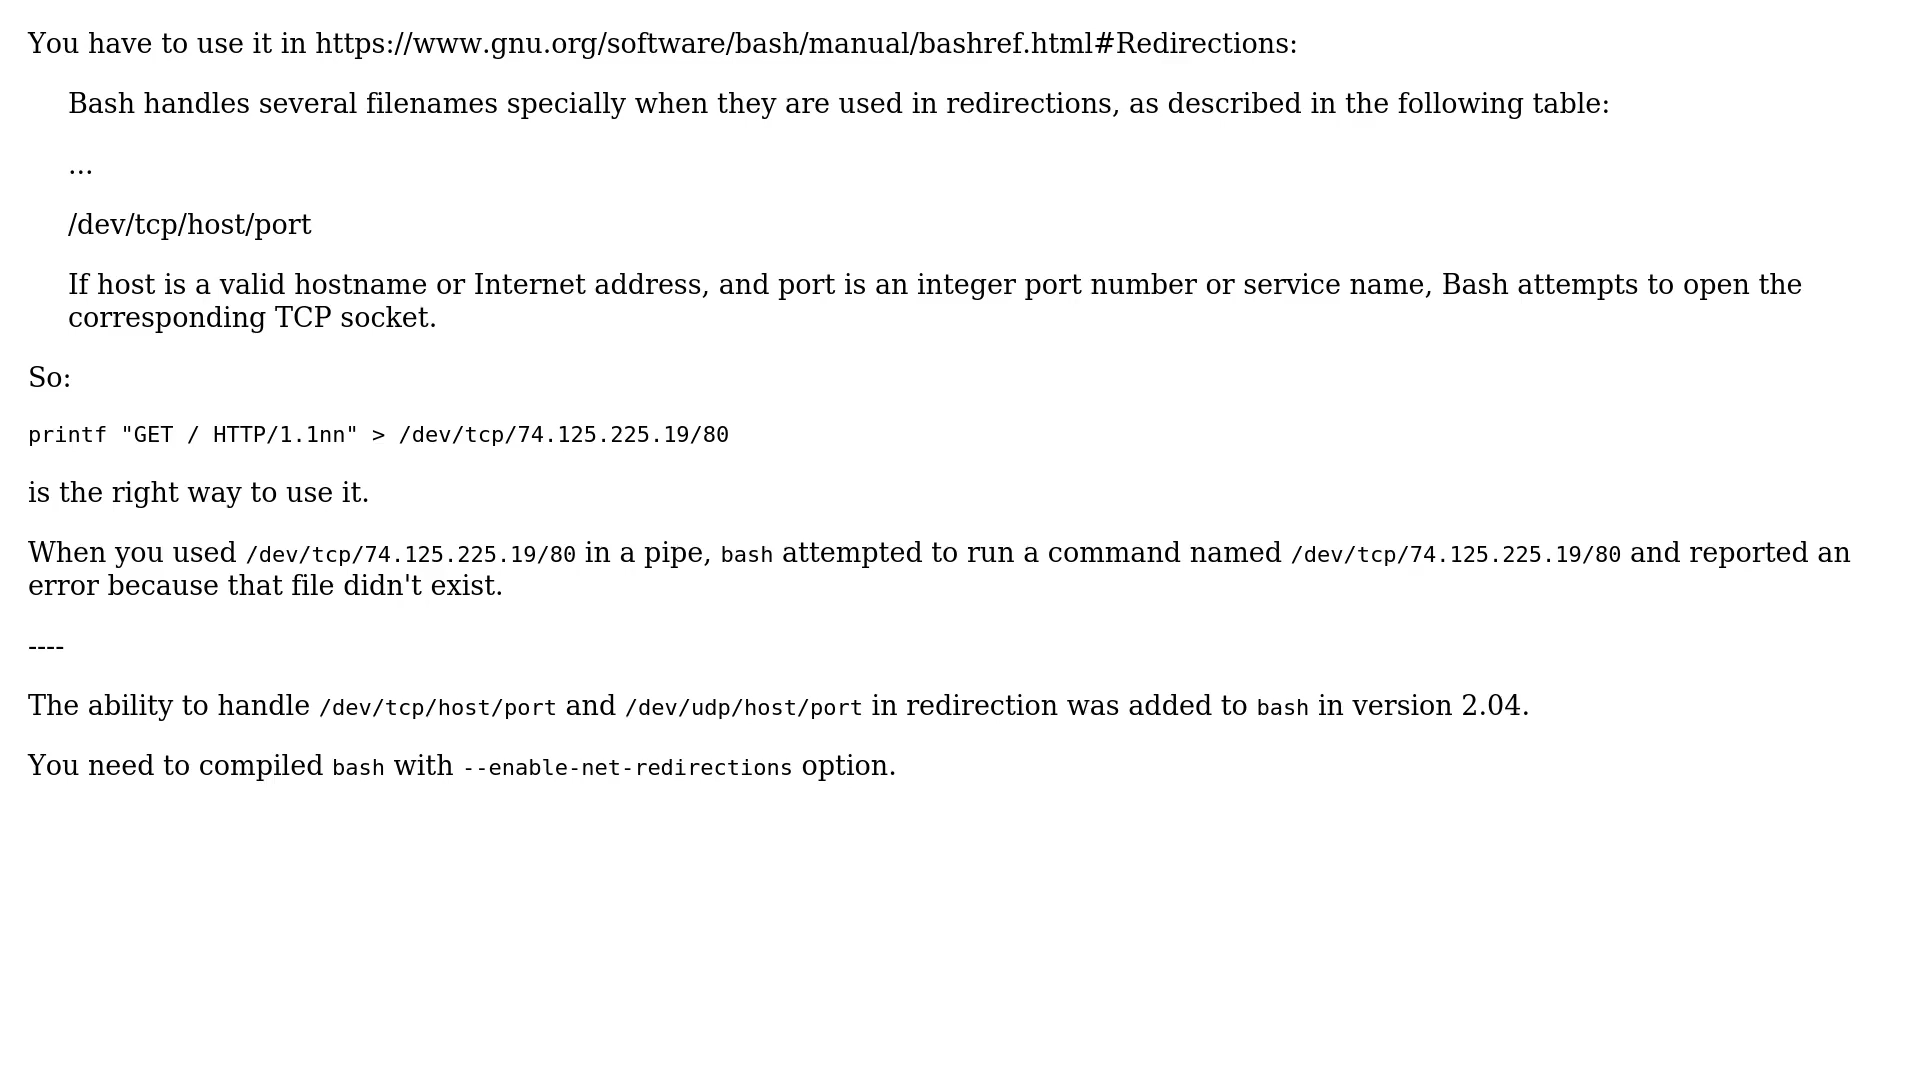 You have to use it in https://www.gnu.org/software/bash/manual/bashref.html#Redirections:
Bash handles several filenames specially when they are used in redirections, as described in the following table:
...
/dev/tcp/host/port
If host is a valid hostname or Internet address, and port is an integer port number or service name, Bash attempts to open the
corresponding TCP socket.
So:
printf "GET / HTTP/1.1nn" > /dev/tcp/74.125.225.19/80
is the right way to use it.
When you used /dev/tcp/74.125.225.19/80 in a pipe, bash attempted to run a command named /dev/tcp/74.125.225.19/80 and reported an
error because that file didn't exist.
----
The ability to handle /dev/tcp/host/port and /dev/udp/host/port in redirection was added to bash in version 2.04.
You need to compiled bash with --enable-net-redirections option.